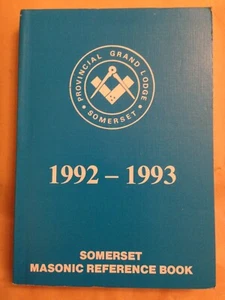 PROVINCIAL GRAND LODGE
• SOMERSET •
1992 – 1993
SOMERSET
MASONIC REFERENCE BOOK